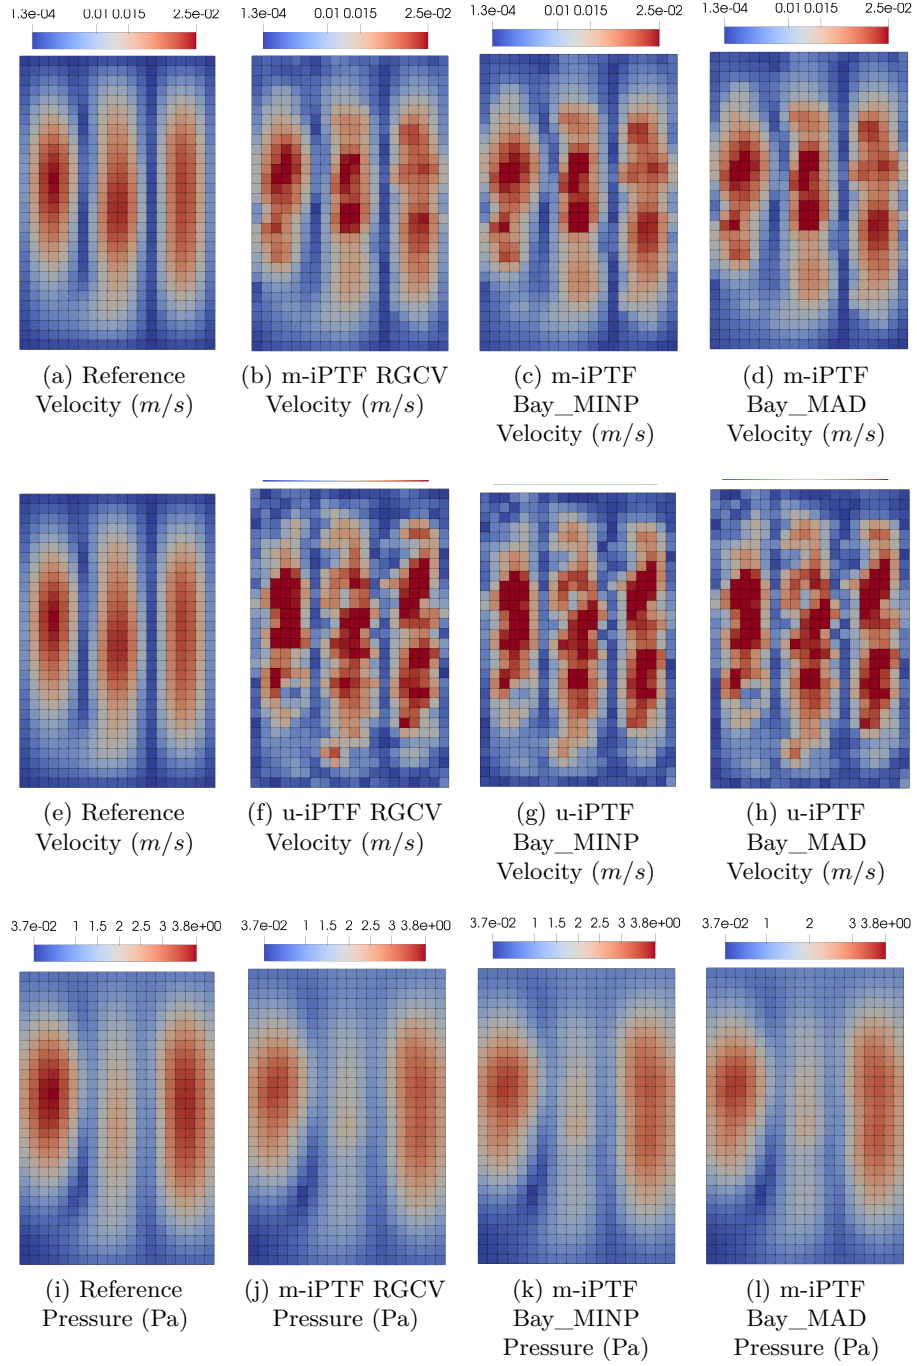 1.3e-04 0.01 0.015 2.5e-02
1.3e-04 0.01 0.015 2.5e-02
1.3e-04 0.01 0.015 2.5e-02
1.3e-04 0.01 0.015 2.5e-02
(a) Reference
Velocity (m/s)
(b) m-iPTF RGCV
Velocity (m/s)
(c) m-iPTF
Bay_MINP
Velocity (m/s)
(d) m-iPTF
Bay_MAD
Velocity (m/s)
(e) Reference
Velocity (m/s)
(f) u-iPTF RGCV
Velocity (m/s)
(g) u-iPTF
Bay_MINP
Velocity (m/s)
(h) u-iPTF
Bay_MAD
Velocity (m/s)
3.7e-02 1 1.5 2 2.5 3 3.8e+00
3.7e-02 1 1.5 2 2.5 3 3.8e+00
3.7e-02 1 1.5 2 2.5 3 3.8e+00
3.7e-02 1 2 3 3.8e+00
(i) Reference
Pressure (Pa)
(j) m-iPTF RGCV
Pressure (Pa)
(k) m-iPTF
Bay_MINP
Pressure (Pa)
(l) m-iPTF
Bay_MAD
Pressure (Pa)